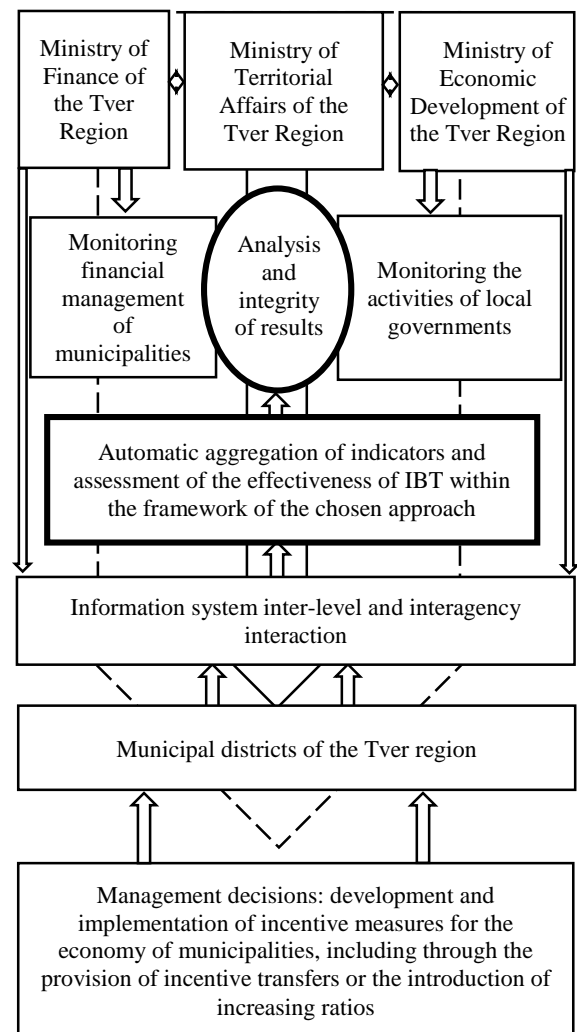 Ministry of
Finance of
the Tver
Region
Ministry of
Territorial
Affairs of the
Tver Region
Ministry of
Economic
Development of
the Tver Region
Monitoring
financial
management
of
municipalities
Analysis
and
integrity
of results
Monitoring the
activities of local
governments
Automatic aggregation of indicators and
assessment of the effectiveness of IBT within
the framework of the chosen approach
Information system inter-level and interagency
interaction
Municipal districts of the Tver region
Management decisions: development and
implementation of incentive measures for the
economy of municipalities, including through the
provision of incentive transfers or the introduction of
increasing ratios